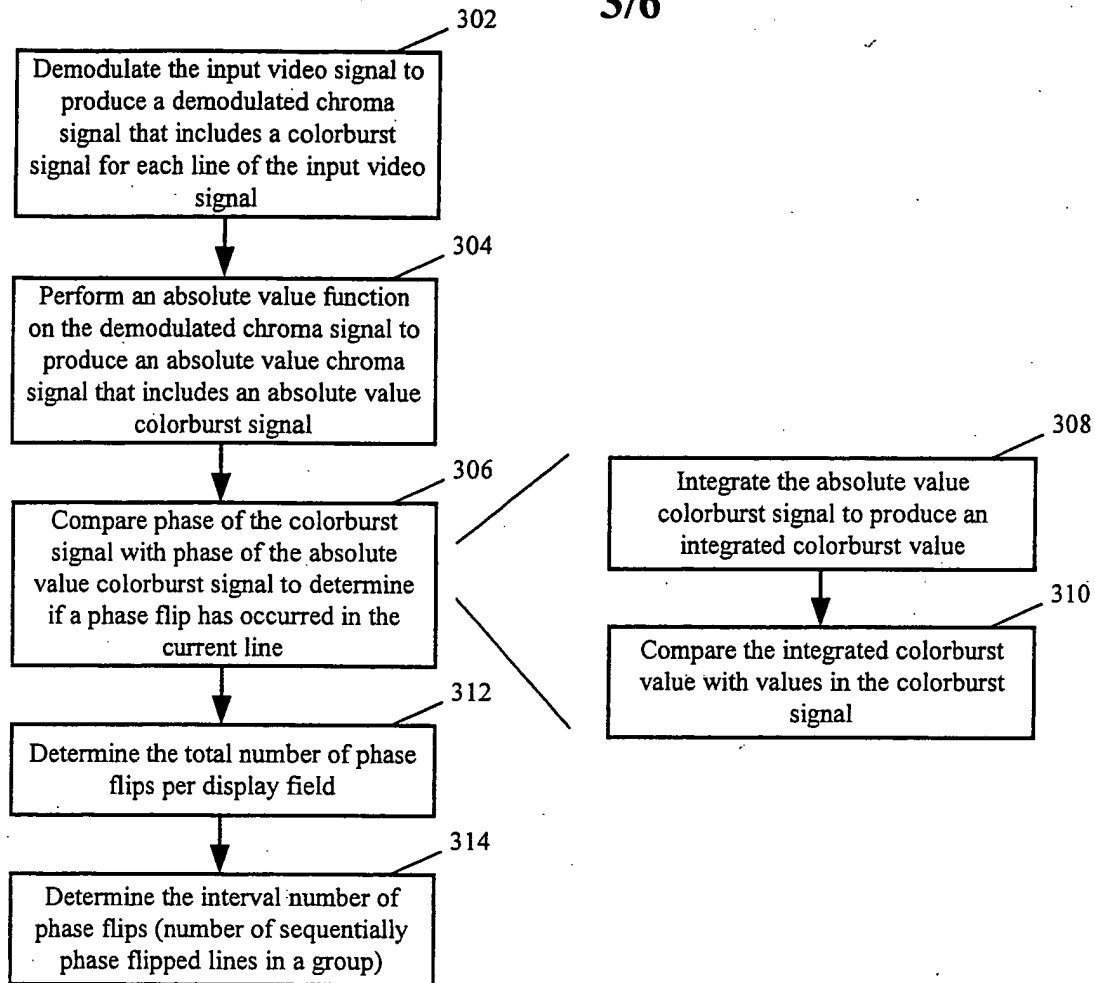 3/6
302
Demodulate the input video signal to
produce a demodulated chroma
signal that includes a colorburst
signal for each line of the input video
signal
304
Perform an absolute value function
on the demodulated chroma signal to
produce an absolute value chroma
signal that includes an absolute value
colorburst signal
306
Compare phase of the colorburst
signal with phase of the absolute
value colorburst signal to determine
if a phase flip has occurred in the
current line
308
Integrate the absolute value
colorburst signal to produce an
integrated colorburst value
310
Compare the integrated colorburst
value with values in the colorburst
signal
312
Determine the total number of phase
flips per display field
314
Determine the interval number of
phase flips (number of sequentially
phase flipped lines in a group)